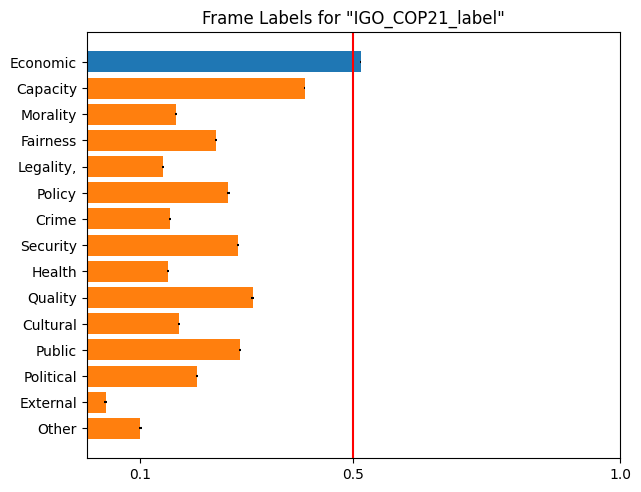 Frame Labels for "IGO_COP21_label"
Economic
Capacity
Morality
Fairness
Legality,
Policy
Crime
Security
Health
Quality
Cultural
Public
Political
External
Other
0.1 0.5 1.0